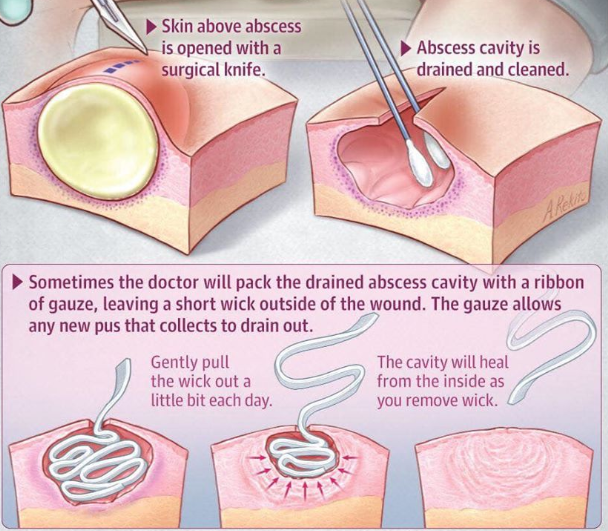 ▶ Skin above abscess
is opened with a
surgical knife.
▶ Abscess cavity is
drained and cleaned.
A. Rekito
▶ Sometimes the doctor will pack the drained abscess cavity with a ribbon
of gauze, leaving a short wick outside of the wound. The gauze allows
any new pus that collects to drain out.
Gently pull
the wick out a
little bit each day.
The cavity will heal
from the inside as
you remove wick.